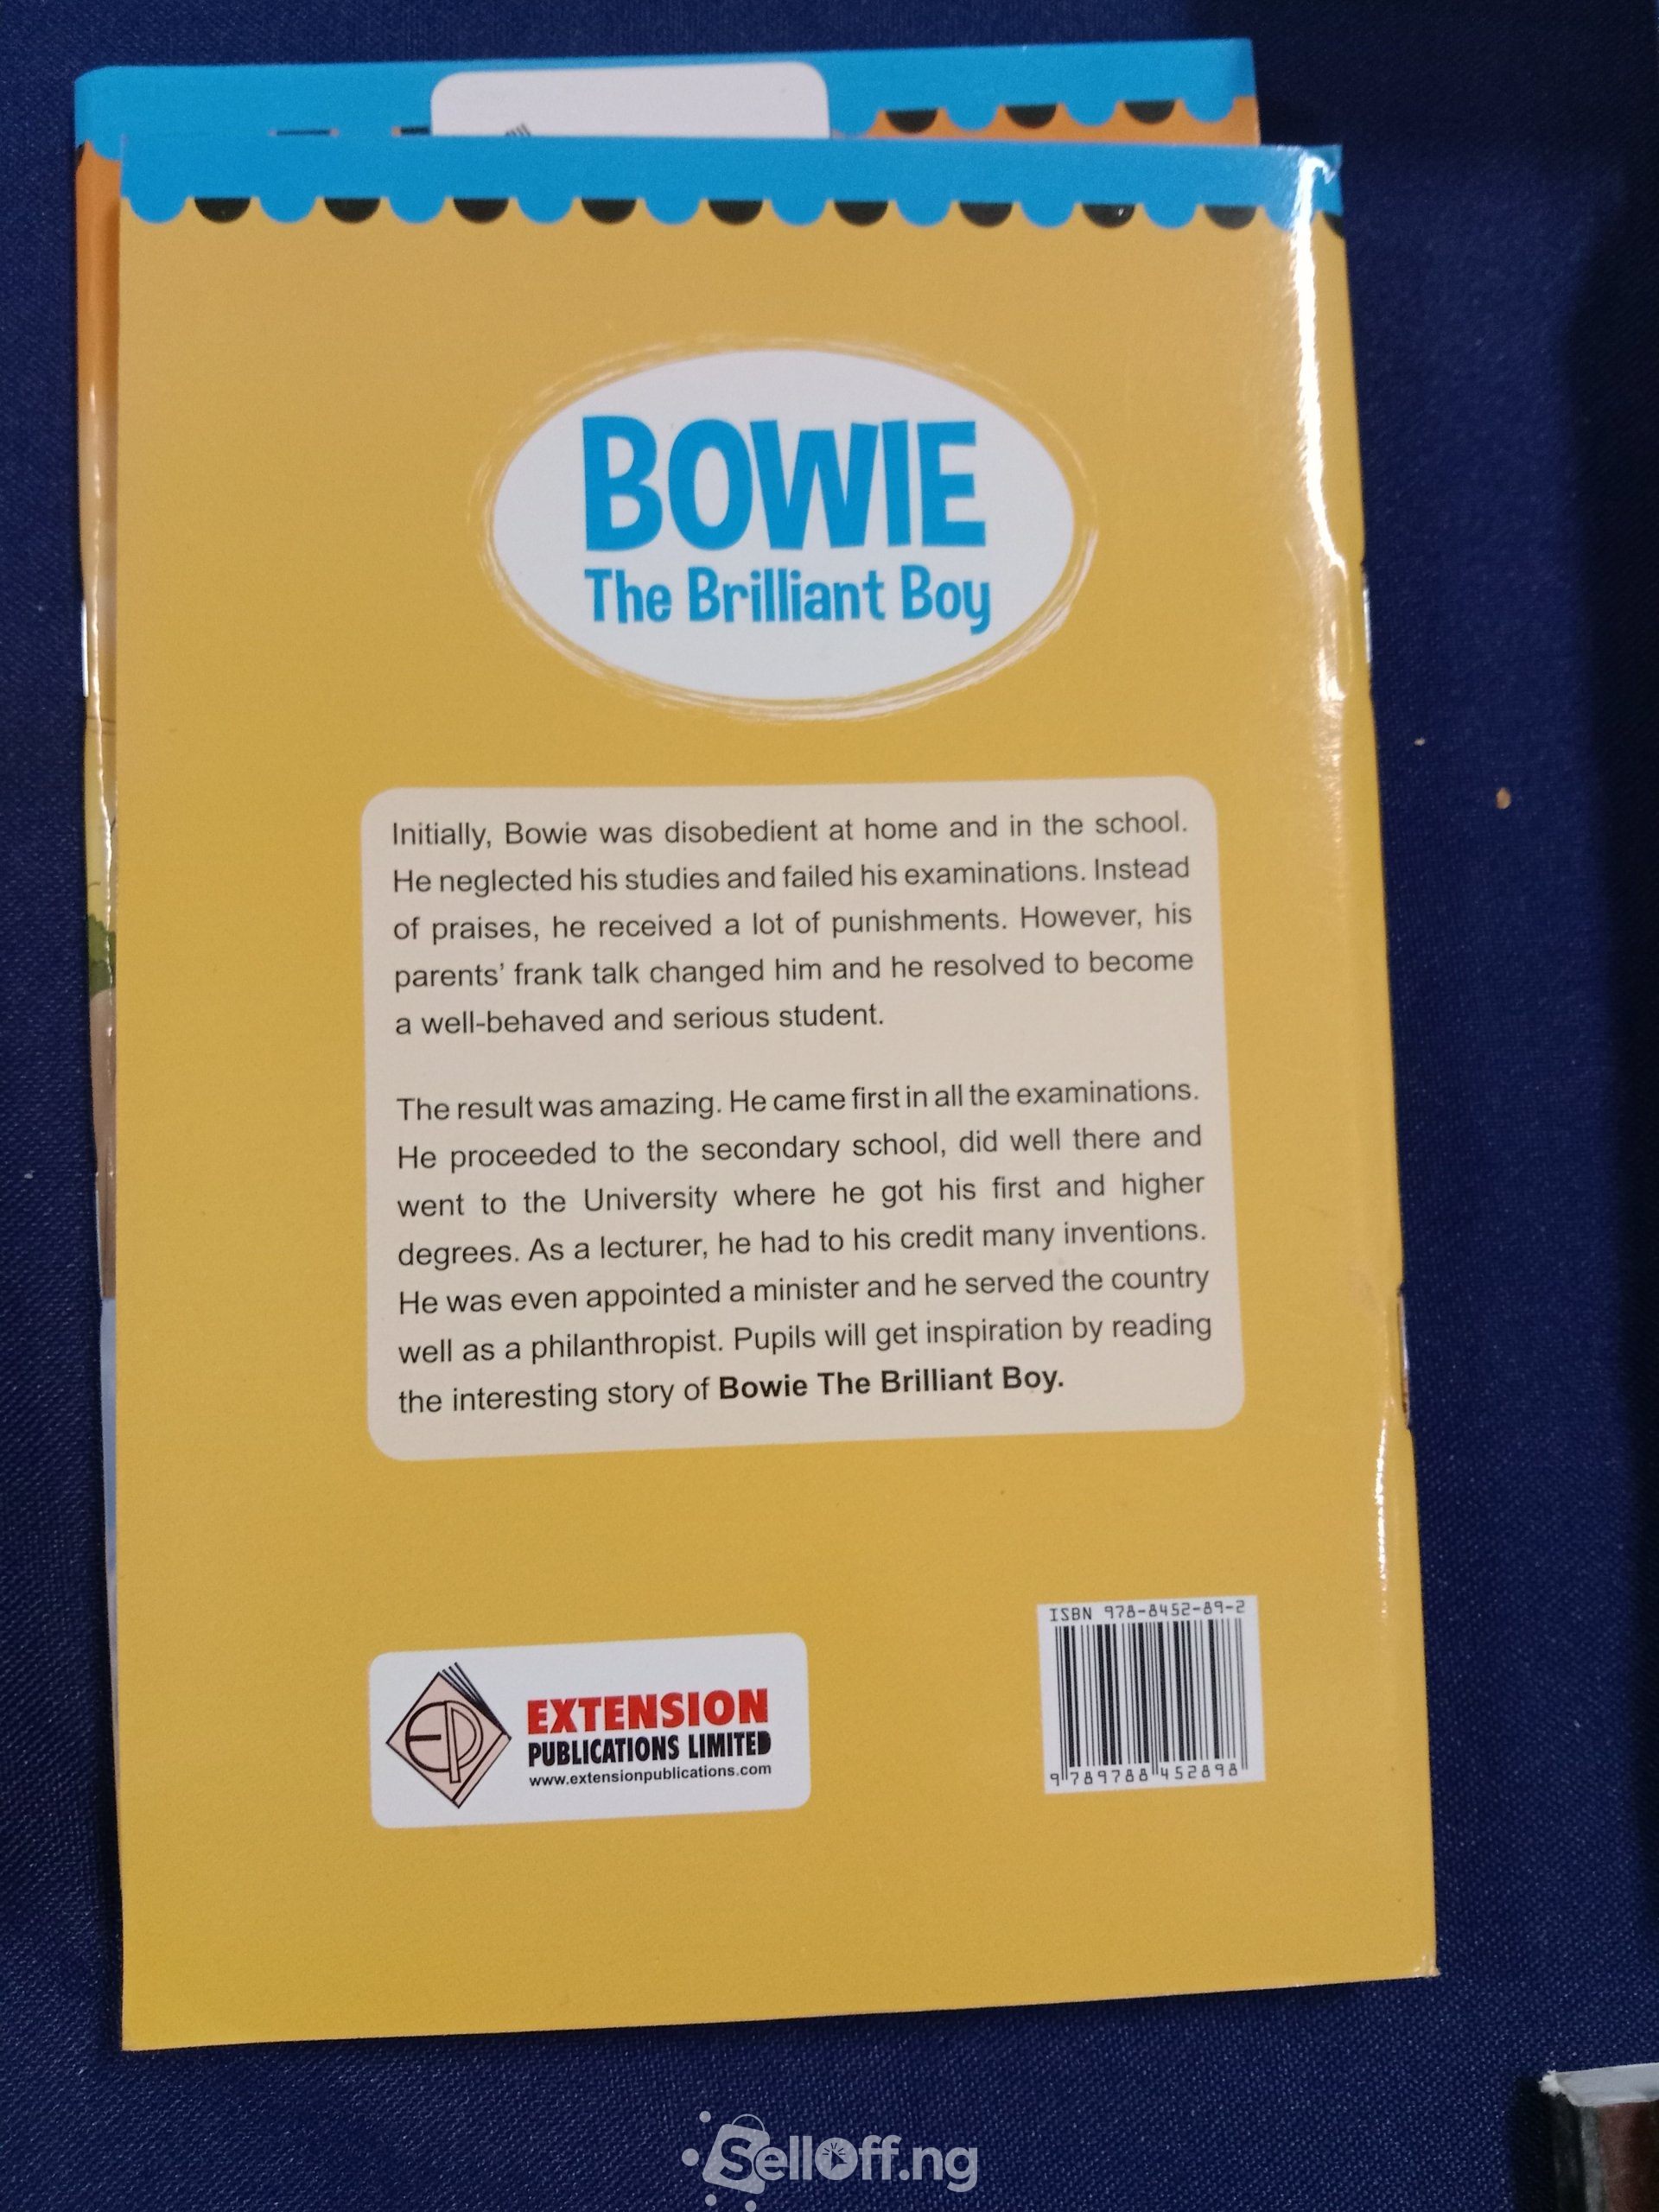 BOWIE
The Brilliant Boy
Initially, Bowie was disobedient at home and in the school.
He neglected his studies and failed his examinations. Instead
of praises, he received a lot of punishments. However, his
parents’ frank talk changed him and he resolved to become
a well-behaved and serious student.
The result was amazing. He came first in all the examinations.
He proceeded to the secondary school, did well there and
went to the University where he got his first and higher
degrees. As a lecturer, he had to his credit many inventions.
He was even appointed a minister and he served the country
well as a philanthropist. Pupils will get inspiration by reading
the interesting story of Bowie The Brilliant Boy.
ISBN 978-8452-89-2
9 789788 452898
EP
EXTENSION
PUBLICATIONS LIMITED
www.extensionpublications.com
SellOff.ng